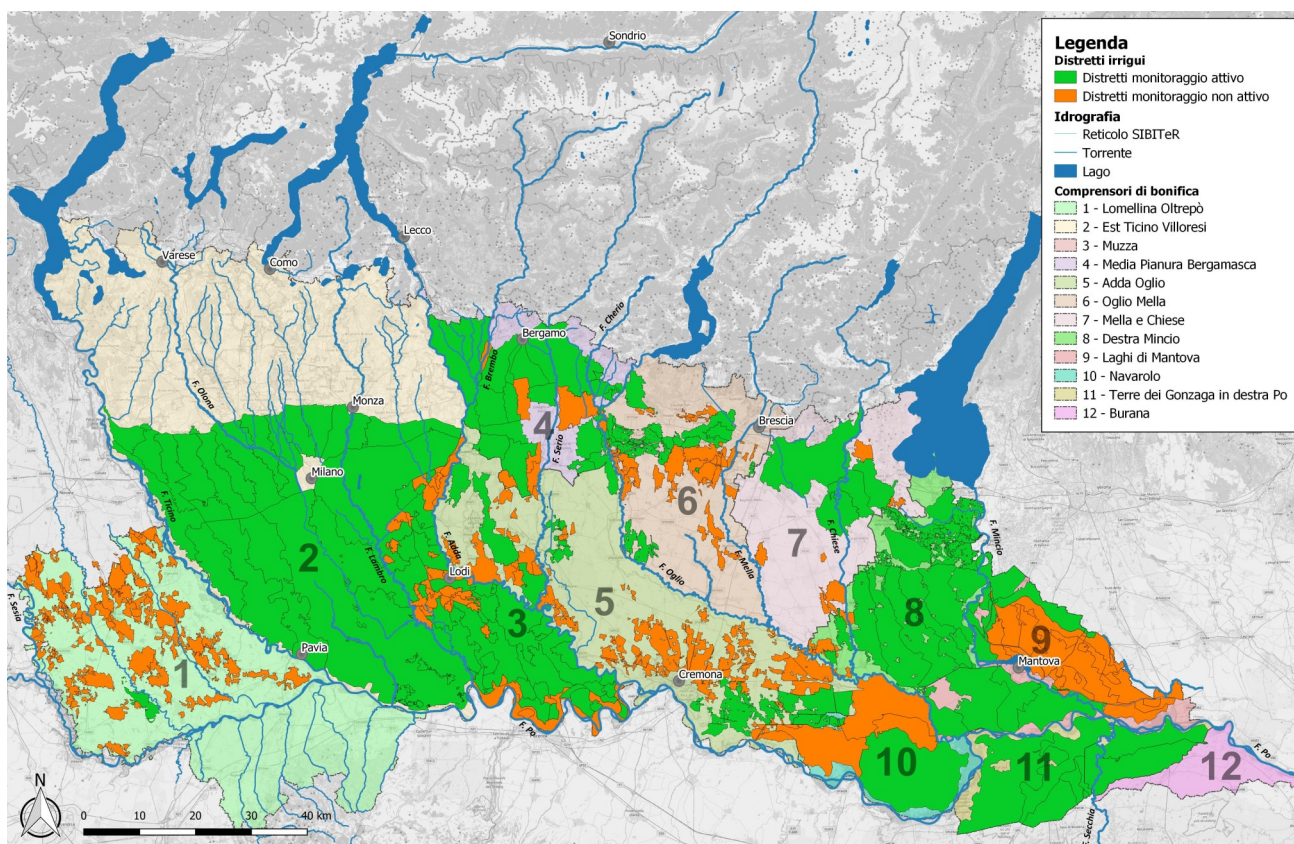 Legenda
Distretti irrigui
Distretti monitoraggio attivo
Distretti monitoraggio non attivo
Idrografia
Reticolo SIBITeR
Torrente
Lago
Comprensori di bonifica
1 - Lomellina Oltrepò
2 - Est Ticino Villoresi
3 - Muzza
4 - Media Pianura Bergamasca
5 - Adda Oglio
6 - Oglio Mella
7 - Mella e Chiese
8 - Destra Mincio
9 - Laghi di Mantova
10 - Navarolo
11 - Terre dei Gonzaga in destra Po
12 - Burana
Sondrio
Lecco
Varese
Como
F. Cherio
Bergamo
F. Brembo
F. Olona
Monza
Brescia
4
F. Serio
Milano
F. Ticino
6
7
F. Chiese
F. Mincio
2
F. Lambro
F. Adda
Lodi
F. Oglio
F. Mella
F. Sesia
3
5
8
9
1
Pavia
Cremona
Mantova
F. Po
10
11
12
F. Po
F. Secchia
N
0 10 20 30 40 km